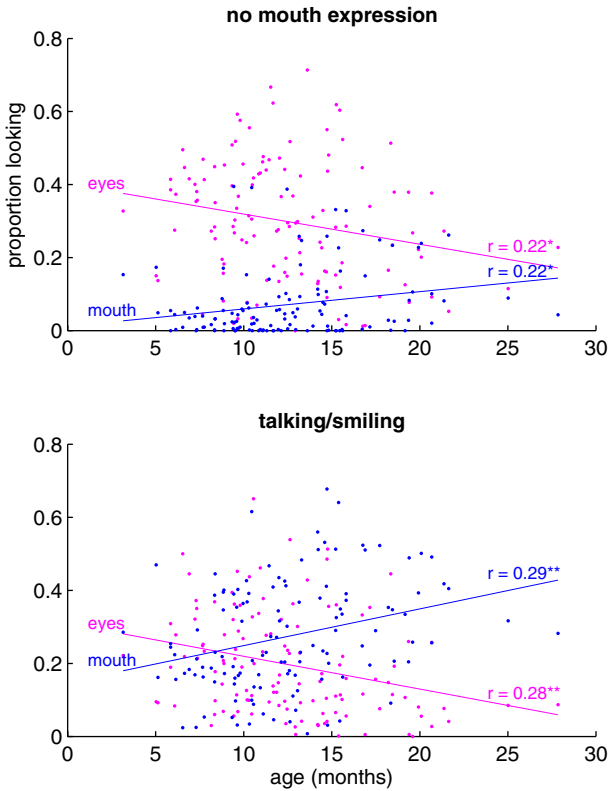 no mouth expression
0.8
0.6
0.4
0.2
0
proportion looking
eyes
mouth
r = 0.22*
r = 0.22*
0 5 10 15 20 25 30
talking/smiling
0.8
0.6
0.4
0.2
0
eyes
mouth
r = 0.29**
r = 0.28**
0 5 10 15 20 25 30
age (months)